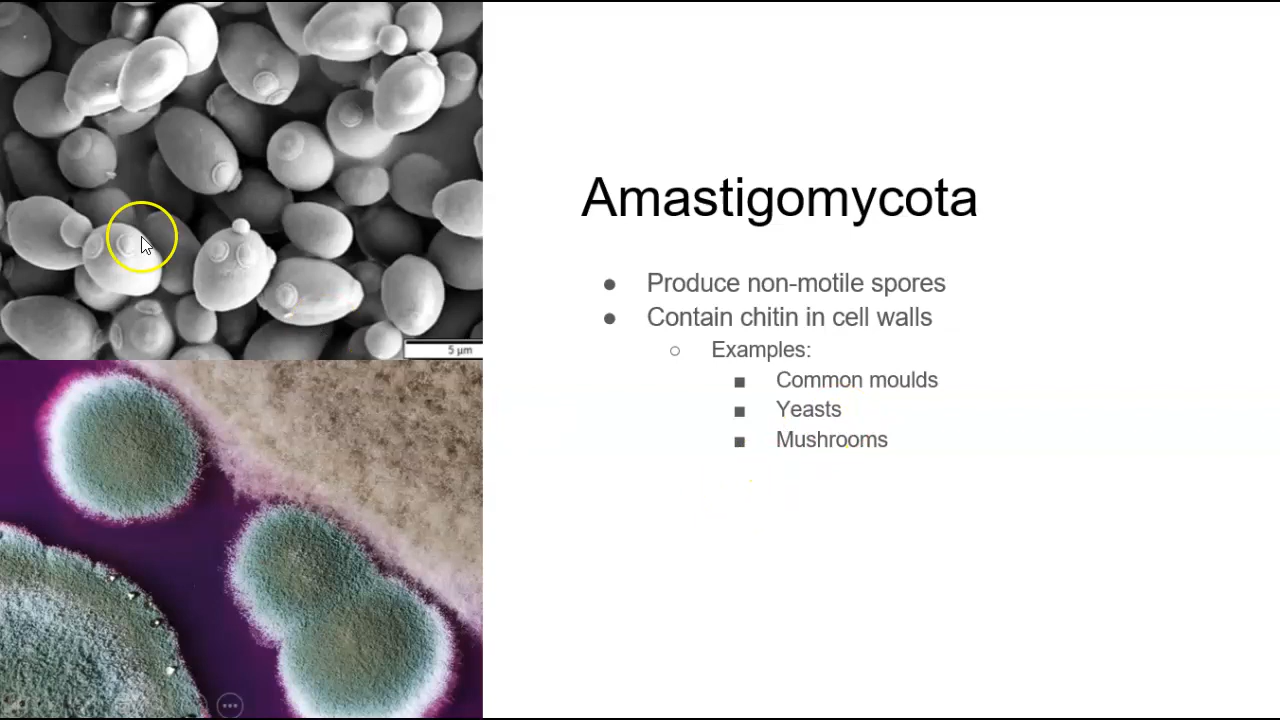 5 µm
Amastigomycota
● Produce non-motile spores
● Contain chitin in cell walls
○ Examples:
■ Common moulds
■ Yeasts
■ Mushrooms